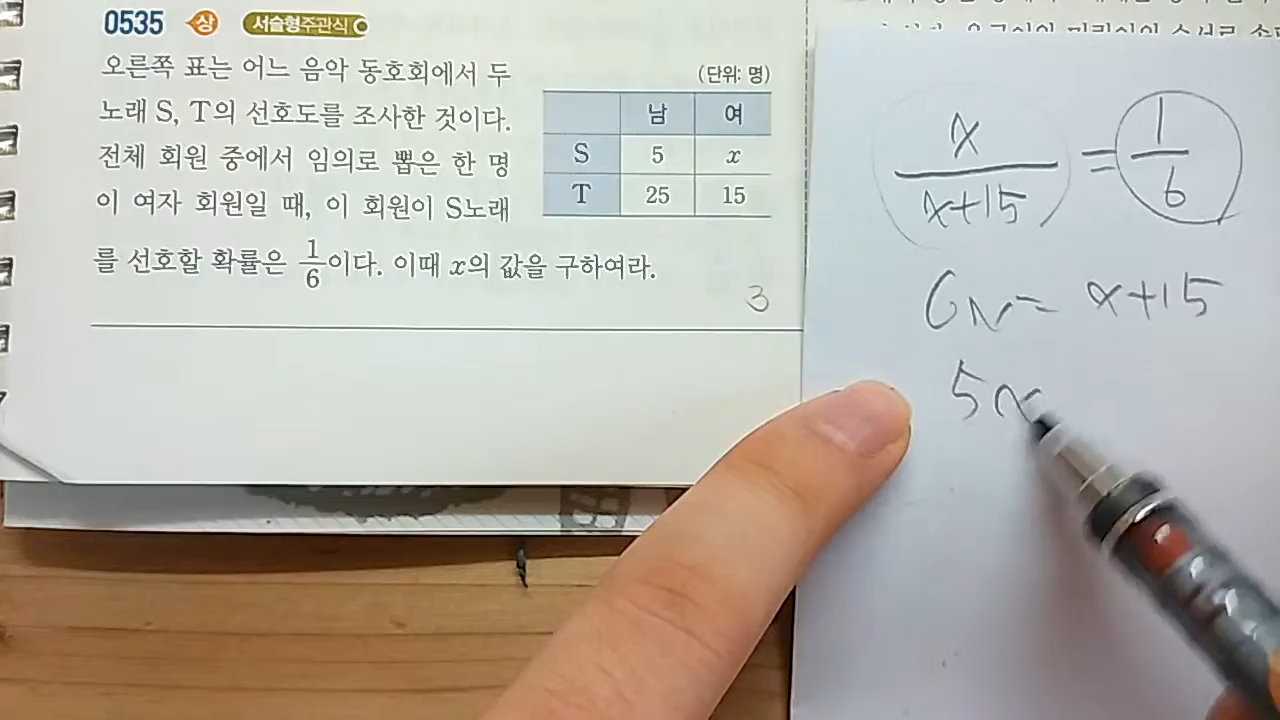 0535 상 서술형주관식
오른쪽 표는 어느 음악 동호회에서 두
노래 S, T의 선호도를 조사한 것이다.
전체 회원 중에서 임의로 뽑은 한 명
이 여자 회원일 때, 이 회원이 S노래
를 선호할 확률은 1/6이다. 이때 x의 값을 구하여라.
(단위: 명)
남 여
S 5 x
T 25 15
3
x/(x+15) = 1/6
6x = x+15
5x